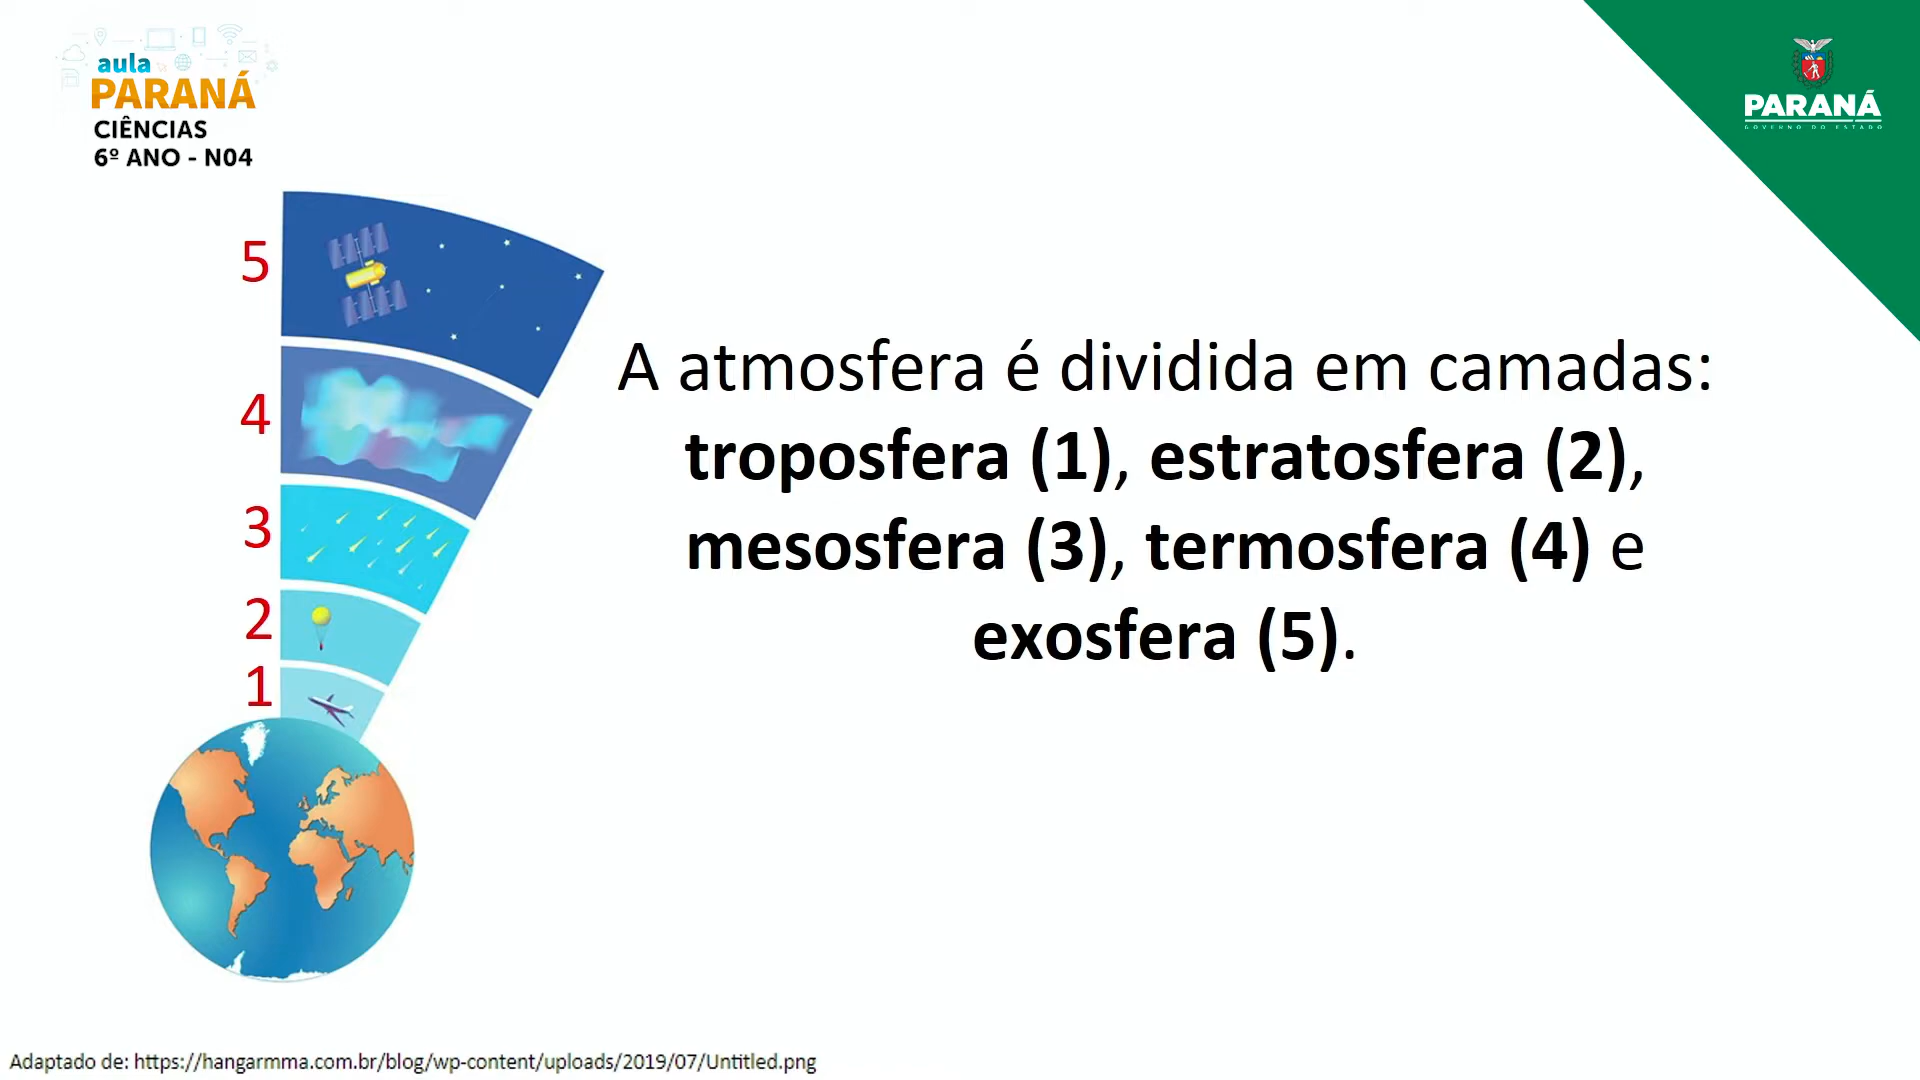 aula
PARANÁ
CIÊNCIAS
6º ANO - N04
PARANÁ
GOVERNO DO ESTADO
5
4
3
2
1
A atmosfera é dividida em camadas:
troposfera (1), estratosfera (2),
mesosfera (3), termosfera (4) e
exosfera (5).
Adaptado de: https://hangarmma.com.br/blog/wp-content/uploads/2019/07/Untitled.png